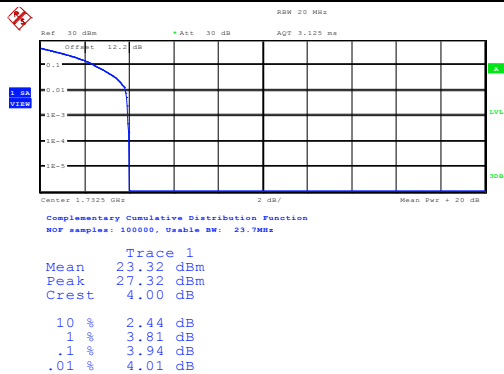 RBW 20 MHz
Ref 30 dBm * Att 30 dB AQT 3.125 ms
Offset 12.2 dB
0.1
A
0.01
1 SA
VIEW
1E-3
LVL
1E-4
1E-5
3DB
Center 1.7325 GHz 2 dB/ Mean Pwr + 20 dB
Complementary Cumulative Distribution Function
NOF samples: 100000, Usable BW: 23.7MHz
Trace 1
Mean 23.32 dBm
Peak 27.32 dBm
Crest 4.00 dB
10 % 2.44 dB
1 % 3.81 dB
.1 % 3.94 dB
.01 % 4.01 dB